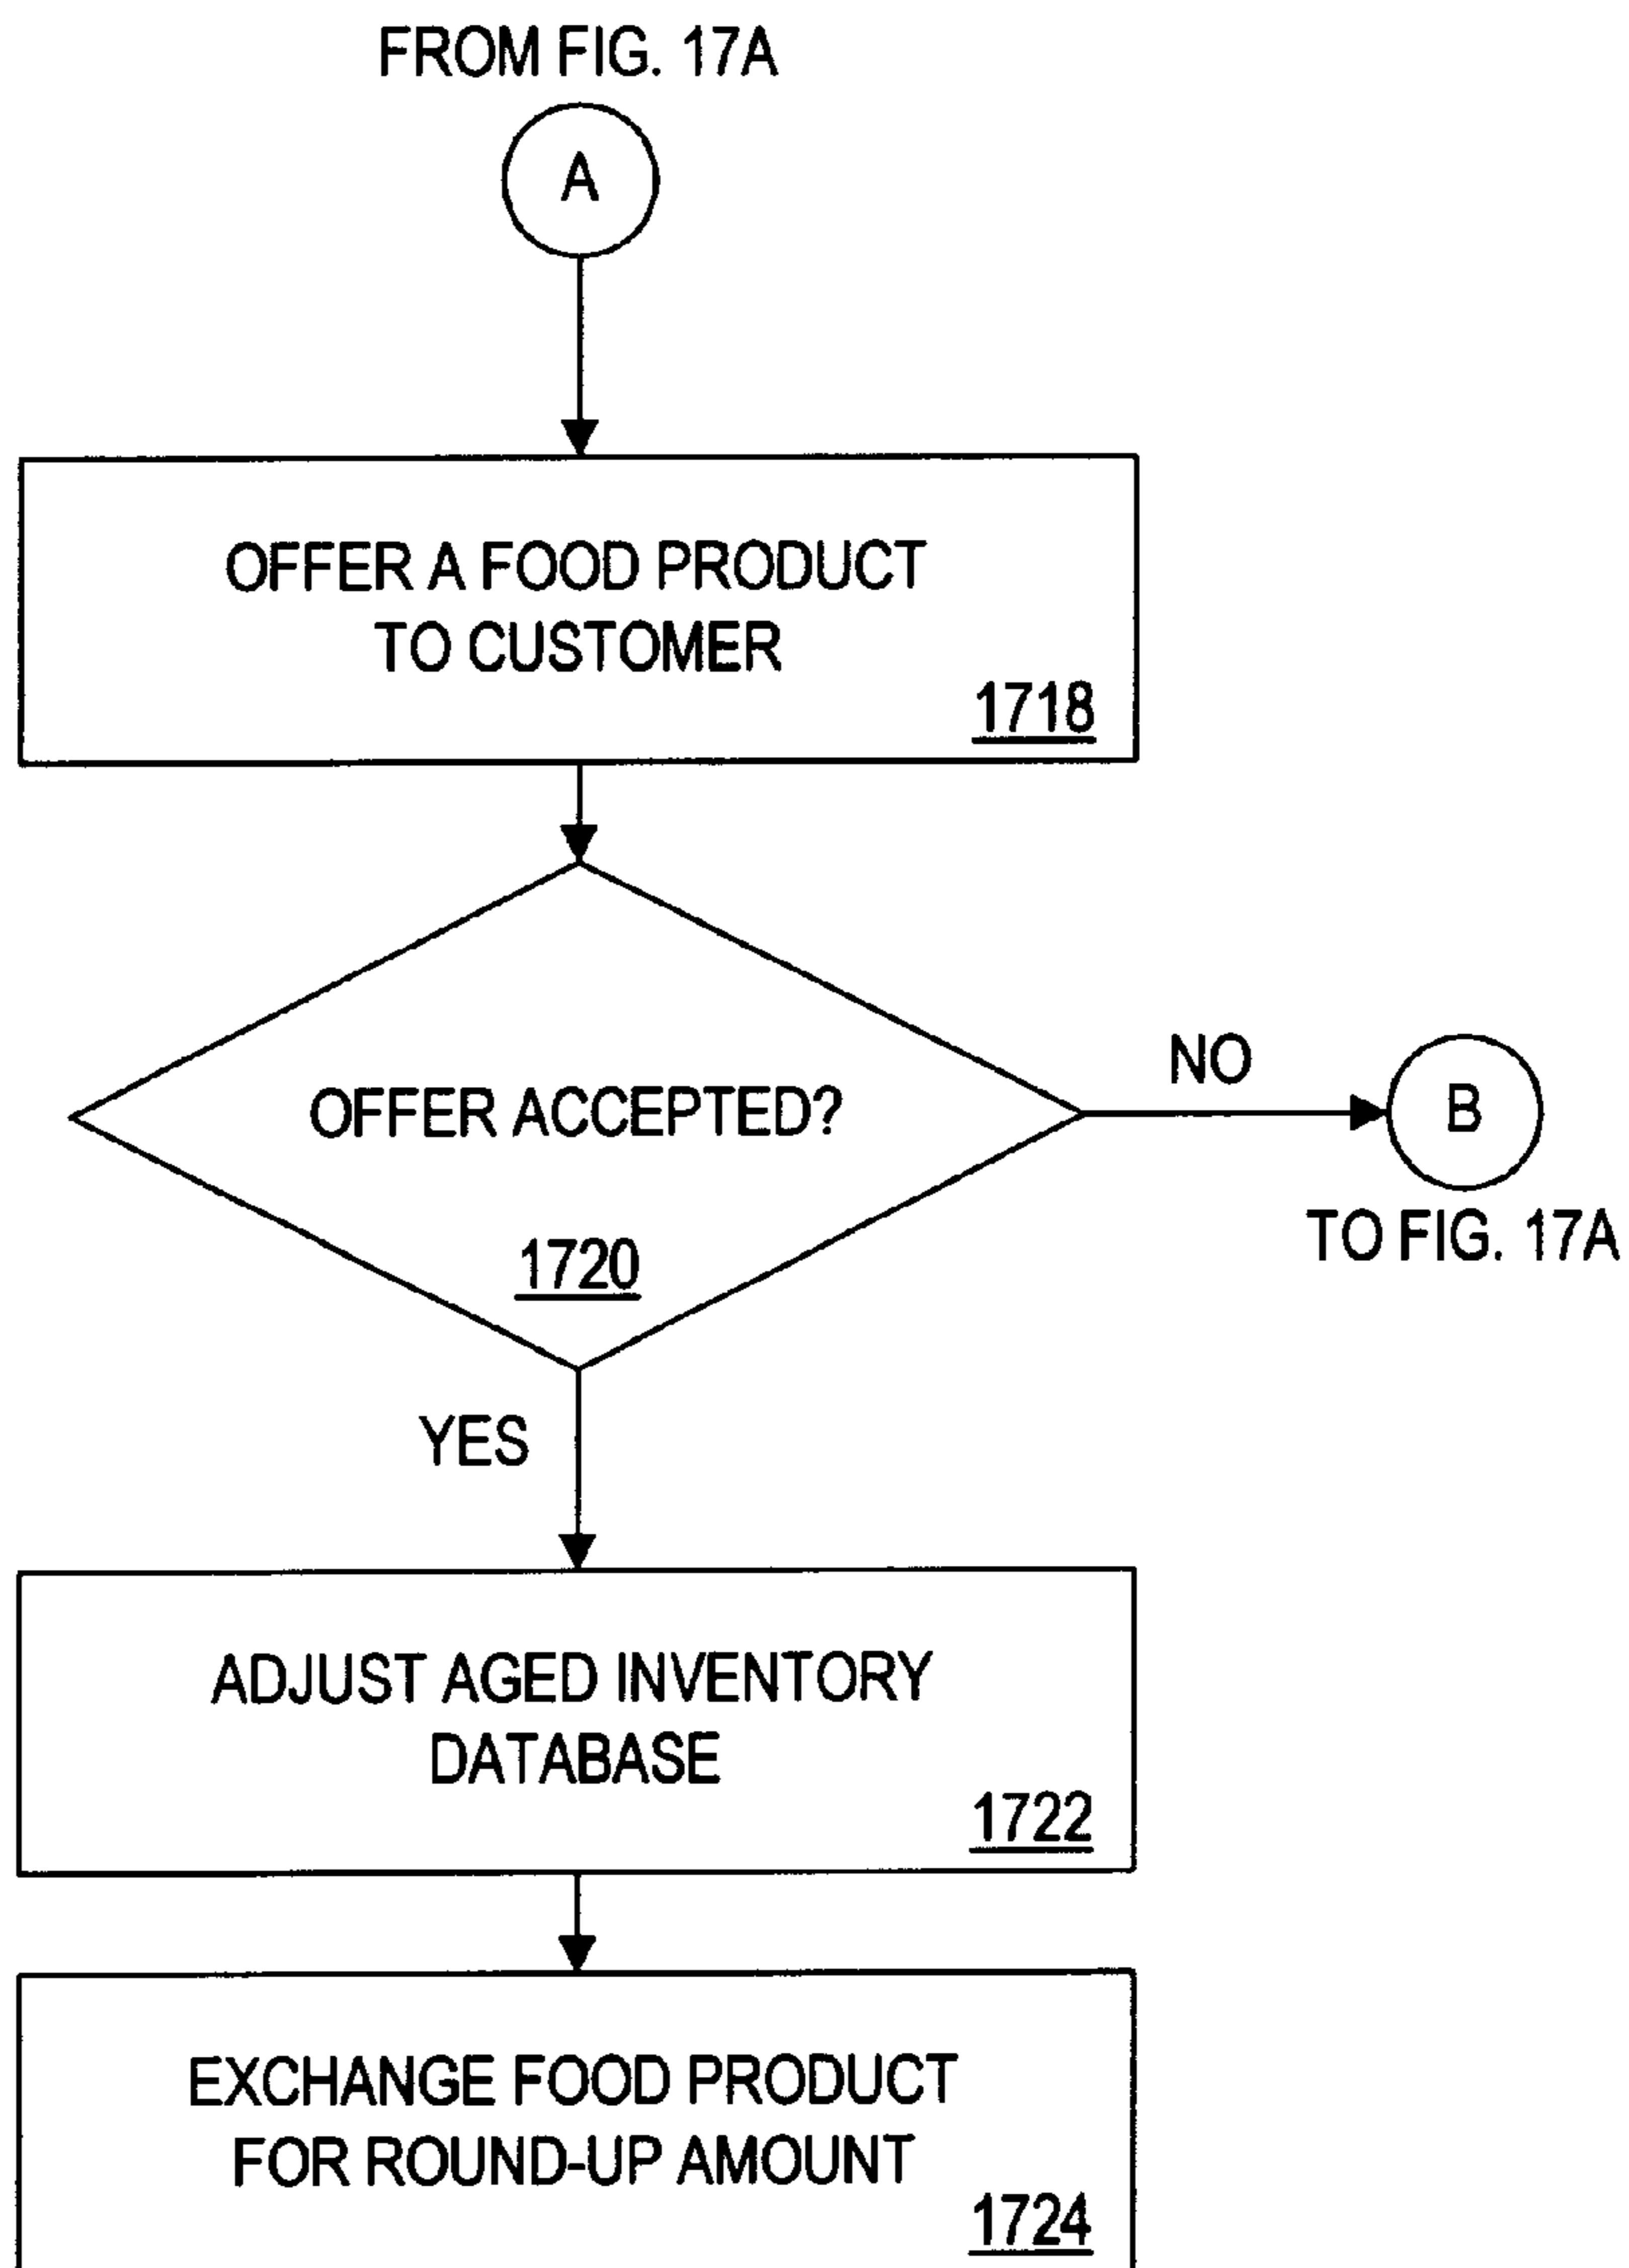 FROM FIG. 17A
A
OFFER A FOOD PRODUCT
TO CUSTOMER
1718
OFFER ACCEPTED?
1720
NO
B
TO FIG. 17A
YES
ADJUST AGED INVENTORY
DATABASE
1722
EXCHANGE FOOD PRODUCT
FOR ROUND-UP AMOUNT
1724